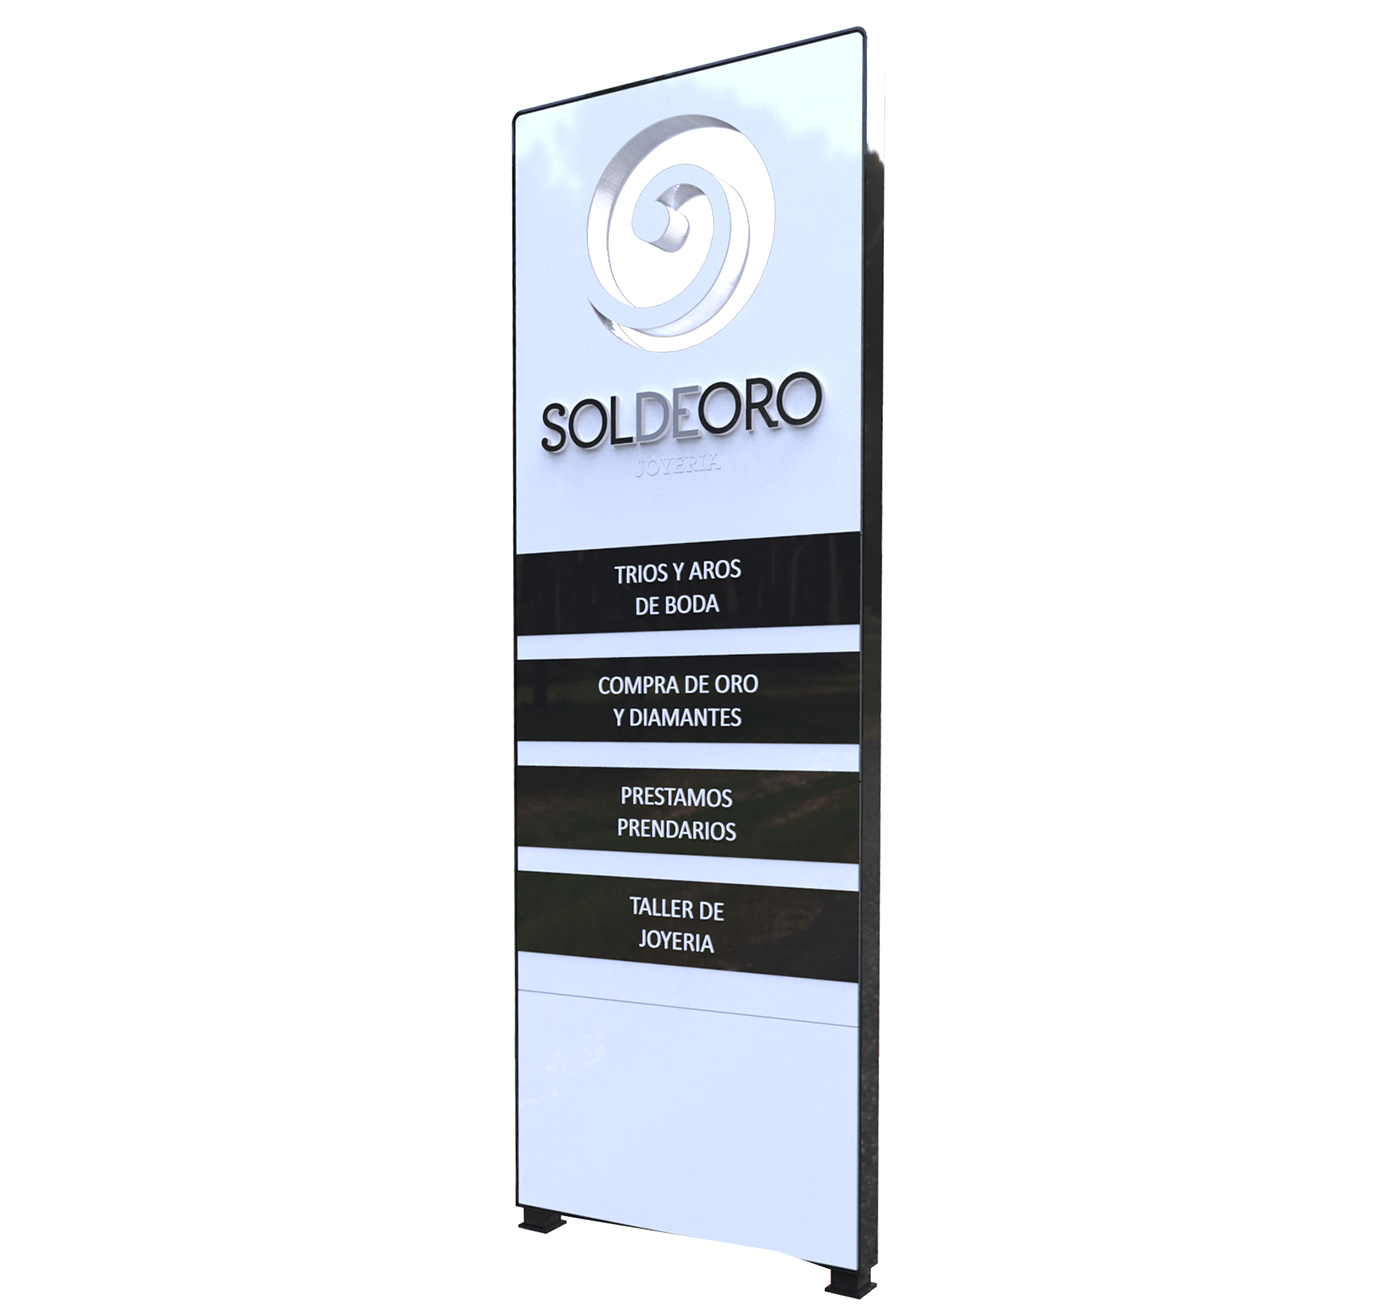 SOLDEORO
JOYERIA
TRIOS Y AROS
DE BODA
COMPRA DE ORO
Y DIAMANTES
PRESTAMOS
PRENDARIOS
TALLER DE
JOYERIA